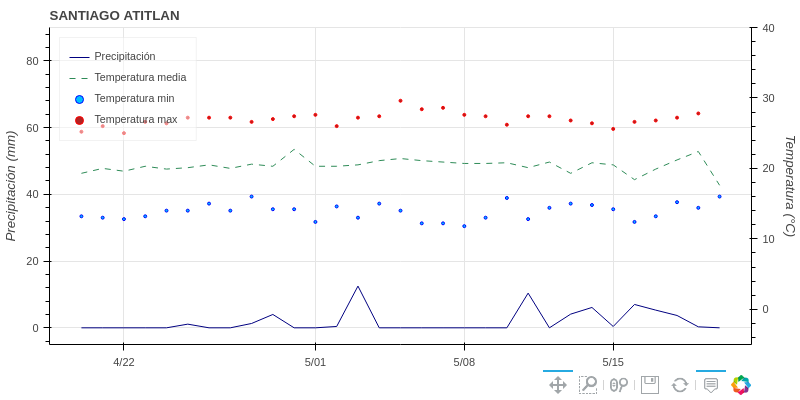 SANTIAGO ATITLAN
Precipitación
Temperatura media
Temperatura min
Temperatura max
Precipitación (mm)
80
60
40
20
0
Temperatura (°C)
40
30
20
10
0
4/22
5/01
5/08
5/15